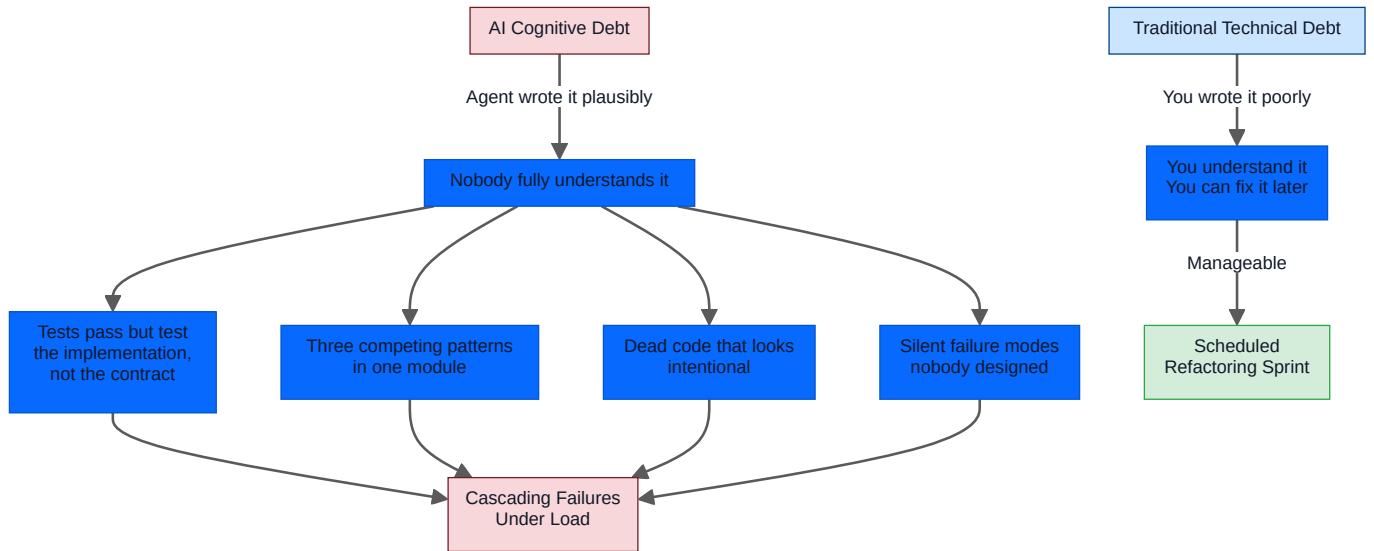 AI Cognitive Debt
Traditional Technical Debt
Agent wrote it plausibly
You wrote it poorly
Nobody fully understands it
You understand it
You can fix it later
Manageable
Tests pass but test
the implementation,
not the contract
Three competing patterns
in one module
Dead code that looks
intentional
Silent failure modes
nobody designed
Scheduled
Refactoring Sprint
Cascading Failures
Under Load